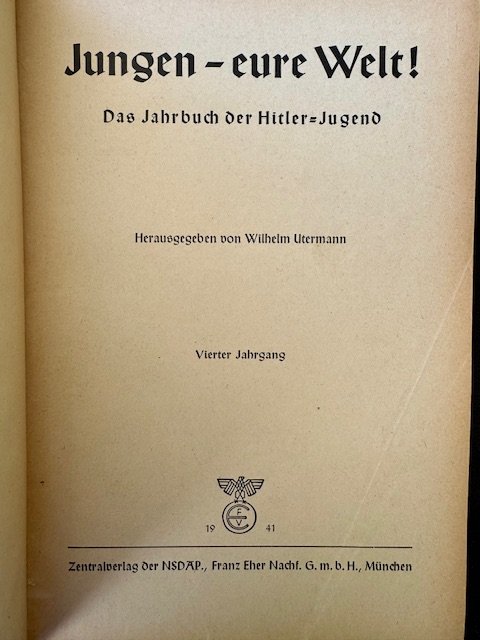 Jungen – eure Welt!
Das Jahrbuch der Hitler=Jugend
Herausgegeben von Wilhelm Utermann
Vierter Jahrgang
F
E
V
19 41
Zentralverlag der NSDAP., Franz Eher Nachf. G. m. b. H., München